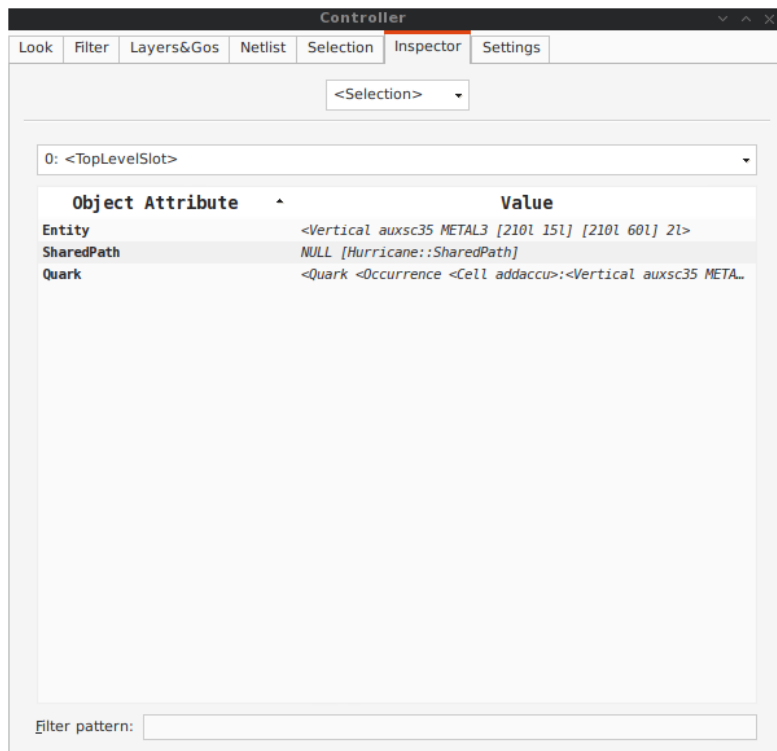 Controller
Look Filter Layers&Gos Netlist Selection Inspector Settings
<Selection>
0: <TopLevelSlot>
Object Attribute Value
Entity <Vertical auxsc35 METAL3 [210l 15l] [210l 60l] 2l>
SharedPath NULL [Hurricane::SharedPath]
Quark <Quark <Occurrence <Cell addaccu>:<Vertical auxsc35 META…
Filter pattern: